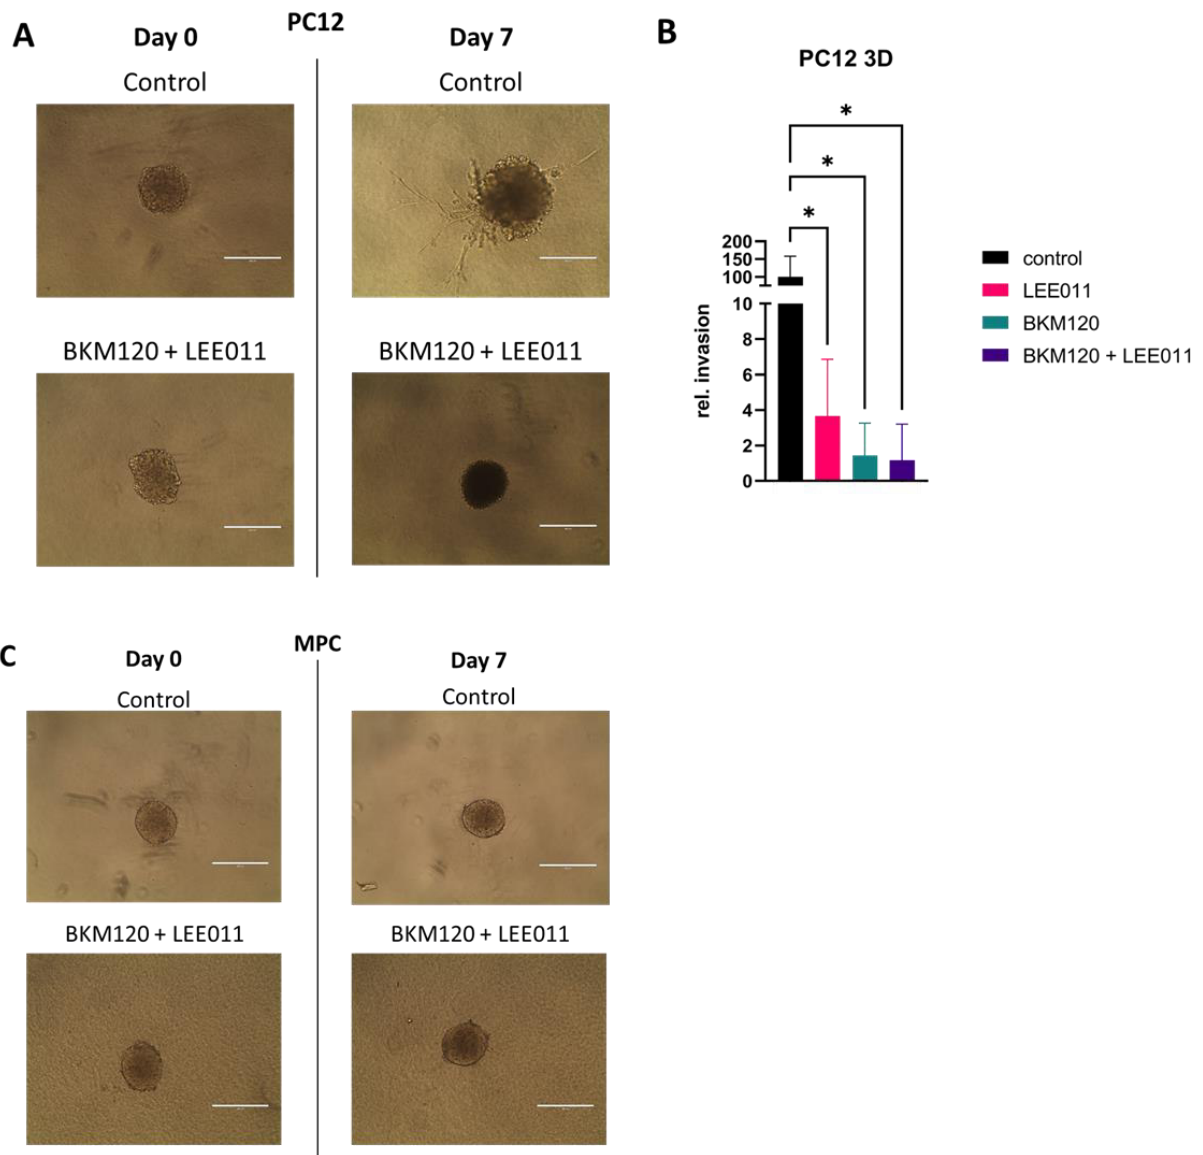 A
PC12
Day 0
Day 7
Control
Control
BKM120 + LEE011
BKM120 + LEE011
B
PC12 3D
*
*
*
rel. invasion
200
150
100
10
8
6
4
2
0
control
LEE011
BKM120
BKM120 + LEE011
C
MPC
Day 0
Day 7
Control
Control
BKM120 + LEE011
BKM120 + LEE011